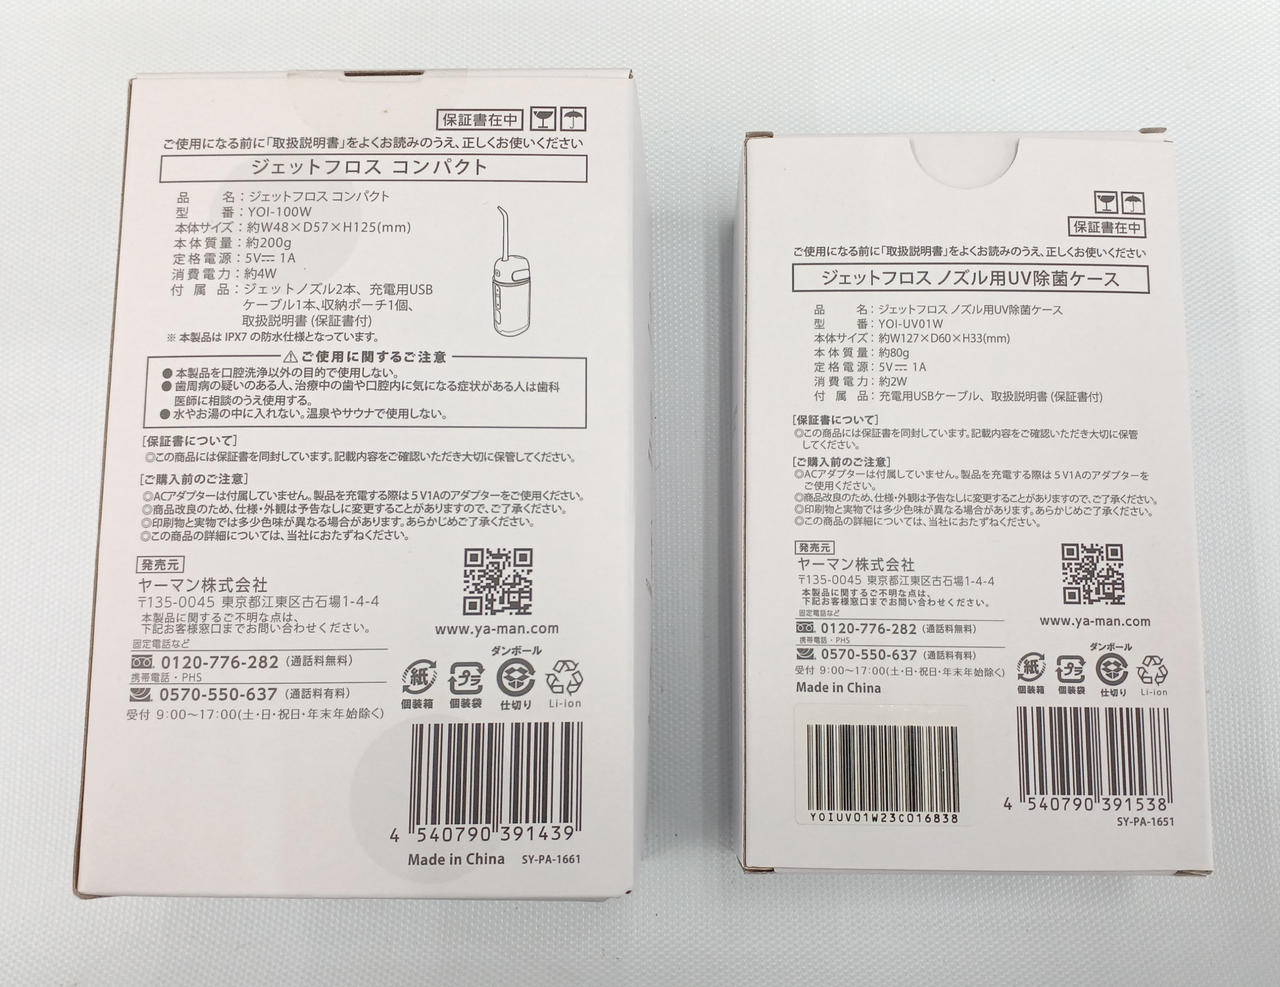 保証書在中
ご使用になる前に「取扱説明書」をよくお読みのうえ、正しくお使いください
ジェットフロス コンパクト
品 名：ジェットフロス コンパクト
型 番：YOI-100W
本体サイズ：約W48×D57×H125(mm)
本体質量：約200g
定格電源：5V⎓1A
消費電力：約4W
付属品：ジェットノズル2本、充電用USB
ケーブル1本、収納ポーチ1個、
取扱説明書(保証書付)
※ 本製品は IPX7 の防水仕様となっています。
⚠ご使用に関するご注意
●本製品を口腔洗浄以外の目的で使用しない。
●歯周病の疑いのある人、治療中の歯や口腔内に気になる症状がある人は歯科
医師に相談のうえ使用する。
●水やお湯の中に入れない。温泉やサウナで使用しない。
[保証書について]
◎この商品には保証書を同封しています。記載内容をご確認いただき大切に保管してください。
[ご購入前のご注意]
◎ACアダプターは付属していません。製品を充電する際は5V1Aのアダプターをご使用ください。
◎商品改良のため、仕様・外観は予告なしに変更することがありますので、ご了承ください。
◎印刷物と実物では多少色味が異なる場合があります。あらかじめご了承ください。
◎この商品の詳細については、当社におたずねください。
発売元
ヤーマン株式会社
〒135-0045 東京都江東区古石場1-4-4
本製品に関するご不明な点は、
下記お客様窓口までお問い合わせください。
固定電話など
0120-776-282(通話料無料)
携帯電話・PHS
0570-550-637(通話料有料)
受付 9:00〜17:00(土・日・祝日・年末年始除く)
www.ya-man.com
ダンボール
紙
プラ
個装箱 個装袋 仕切り Li-ion
4 540790 391439
Made in China SY-PA-1661
保証書在中
ご使用になる前に「取扱説明書」をよくお読みのうえ、正しくお使いください
ジェットフロス ノズル用UV除菌ケース
品 名：ジェットフロス ノズル用UV除菌ケース
型 番：YOI-UV01W
本体サイズ：約W127×D60×H33(mm)
本体質量：約80g
定格電源：5V⎓1A
消費電力：約2W
付属品：充電用USBケーブル、取扱説明書(保証書付)
[保証書について]
◎この商品には保証書を同封しています。記載内容をご確認いただき大切に保管
してください。
[ご購入前のご注意]
◎ACアダプターは付属していません。製品を充電する際は5V1Aのアダプターを
ご使用ください。
◎商品改良のため、仕様・外観は予告なしに変更することがありますので、ご了承ください。
◎印刷物と実物では多少色味が異なる場合があります。あらかじめご了承ください。
◎この商品の詳細については、当社におたずねください。
発売元
ヤーマン株式会社
〒135-0045 東京都江東区古石場1-4-4
本製品に関するご不明な点は、
下記お客様窓口までお問い合わせください。
固定電話など
0120-776-282(通話料無料)
携帯電話・PHS
0570-550-637(通話料有料)
受付 9:00〜17:00(土・日・祝日・年末年始除く)
Made in China
www.ya-man.com
ダンボール
紙
プラ
個装箱 個装袋 仕切り Li-ion
YOIUV01W23C016838
4 540790 391538
SY-PA-1651